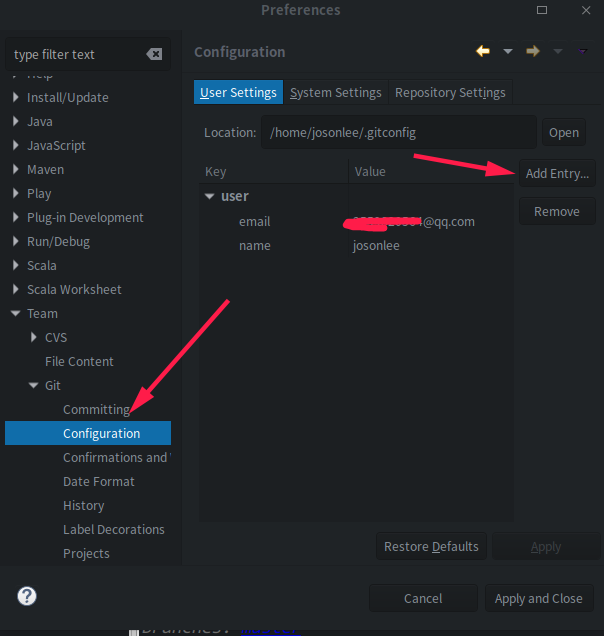 Preferences
type filter text
Help
Install/Update
Java
JavaScript
Maven
Play
Plug-in Development
Run/Debug
Scala
Scala Worksheet
Team
CVS
File Content
Git
Committing
Configuration
Confirmations and
Date Format
History
Label Decorations
Projects
Configuration
User Settings System Settings Repository Settings
Location: /home/josonlee/.gitconfig Open
Key Value Add Entry...
user
email @qq.com Remove
name josonlee
Restore Defaults Apply
? Cancel Apply and Close